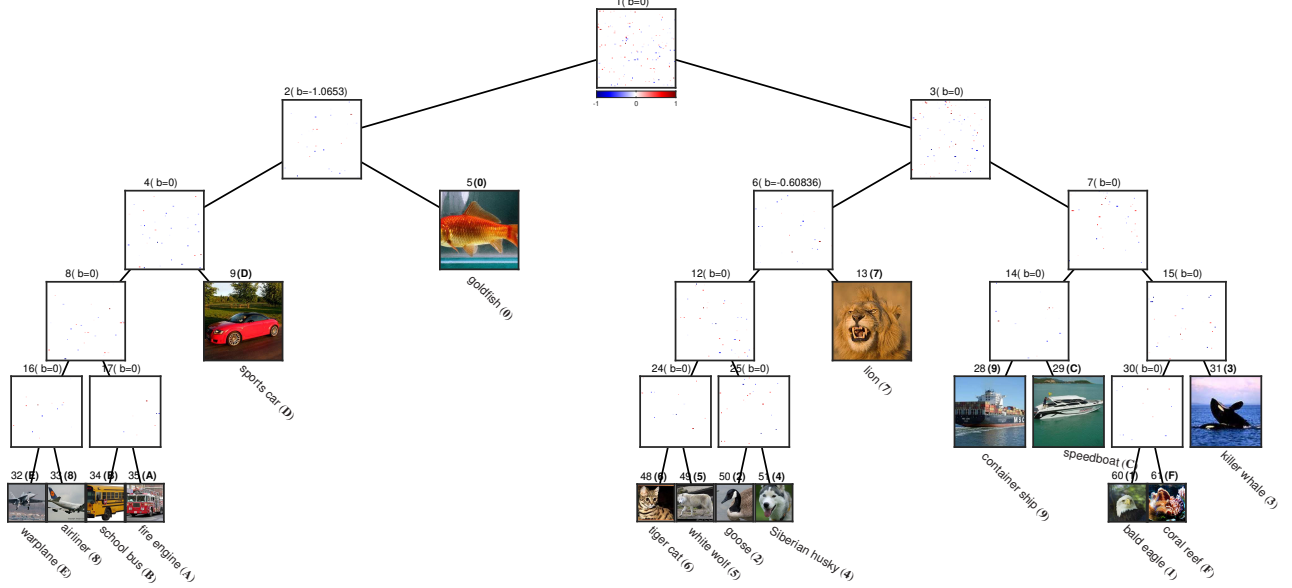 1( b=0)
-1 0 1
2( b=-1.0653)
3( b=0)
4( b=0)
5(0)
6( b=-0.60836)
7( b=0)
8( b=0)
9(D)
goldfish (0)
12( b=0)
13(7)
14( b=0)
15( b=0)
sports car (D)
lion (7)
16( b=0)
17( b=0)
24( b=0)
25( b=0)
28(9)
29(C)
30( b=0)
31(3)
container ship (9)
speedboat (C)
killer whale (3)
32(E)
33(8)
34(B)
35(A)
48(6)
49(5)
50(2)
51(4)
60(1)
61(F)
warplane (E)
airliner (8)
school bus (B)
fire engine (A)
tiger cat (6)
white wolf (5)
goose (2)
Siberian husky (4)
bald eagle (1)
coral reef (F)